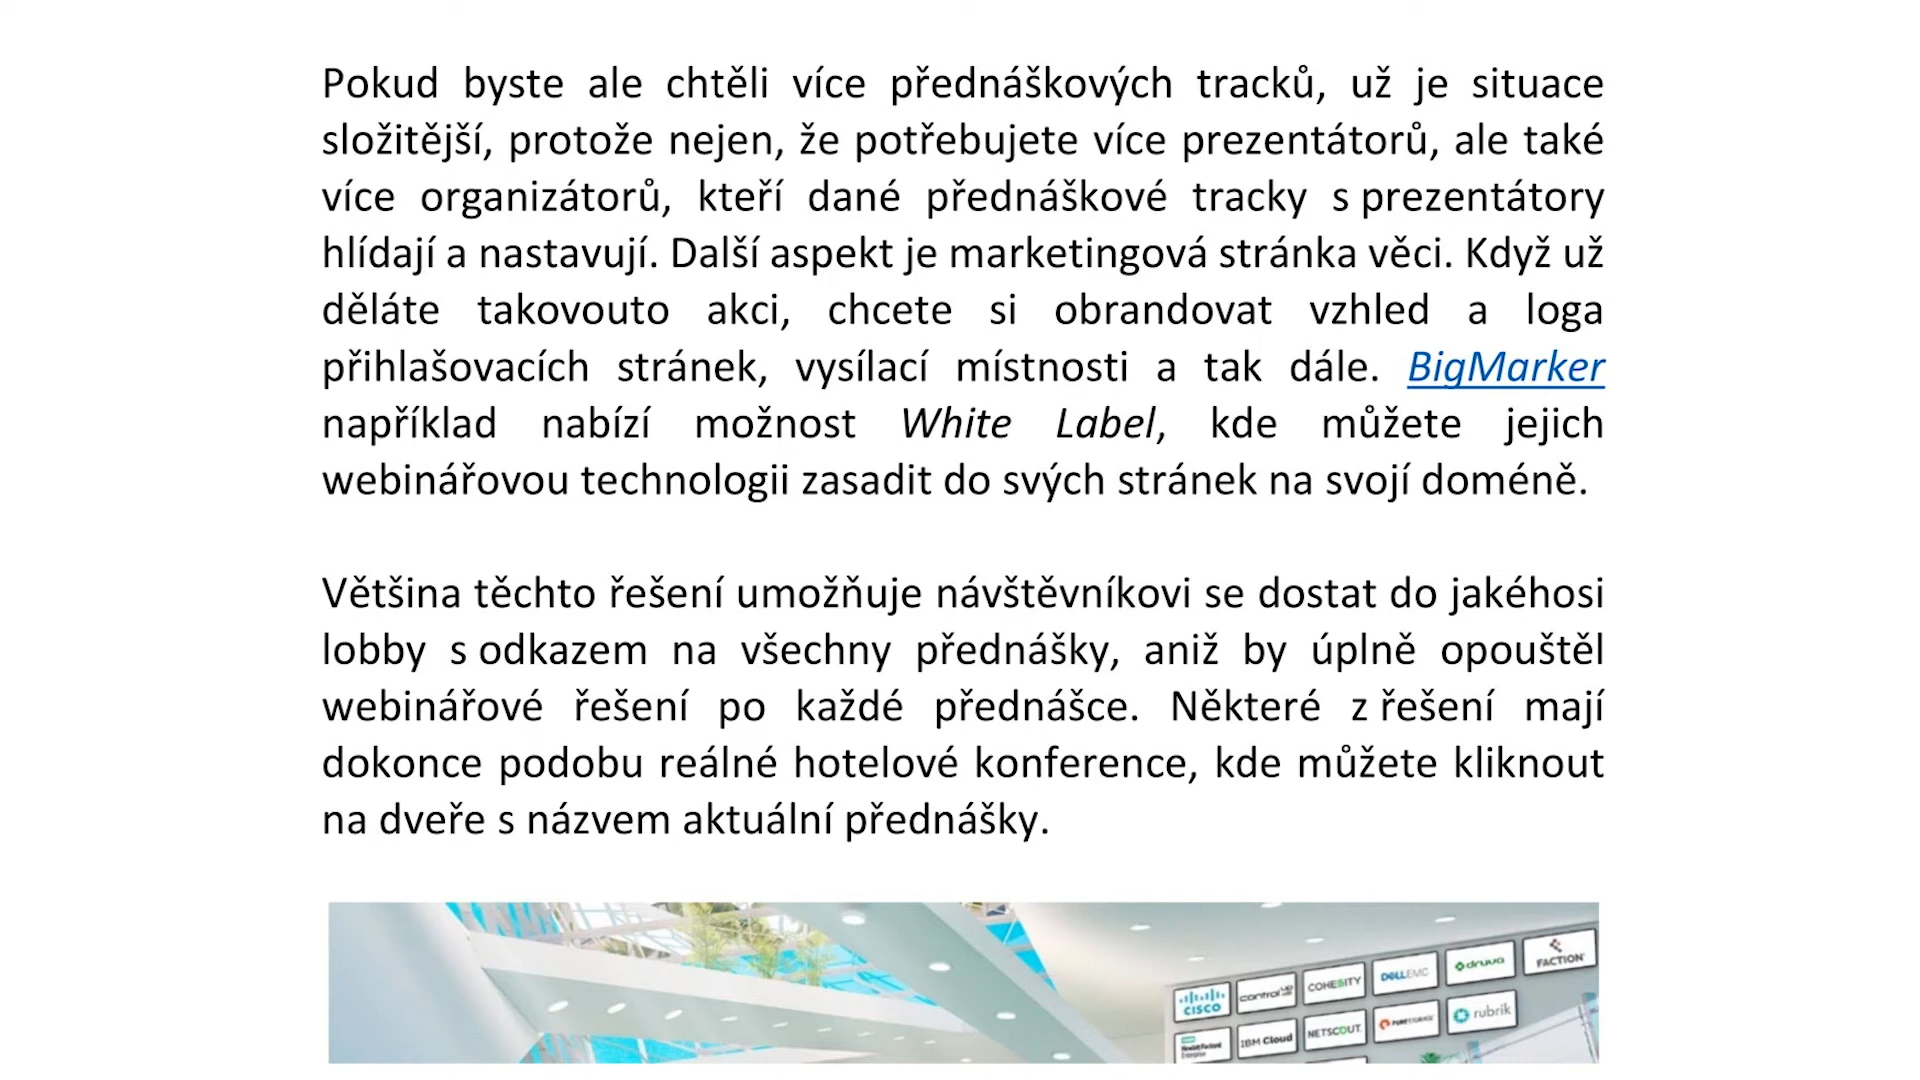 Pokud byste ale chtěli více přednáškových tracků, už je situace
složitější, protože nejen, že potřebujete více prezentátorů, ale také
více organizátorů, kteří dané přednáškové tracky s prezentátory
hlídají a nastavují. Další aspekt je marketingová stránka věci. Když už
děláte takovouto akci, chcete si obrandovat vzhled a loga
přihlašovacích stránek, vysílací místnosti a tak dále. BigMarker
například nabízí možnost White Label, kde můžete jejich
webinářovou technologii zasadit do svých stránek na svojí doméně.
Většina těchto řešení umožňuje návštěvníkovi se dostat do jakéhosi
lobby s odkazem na všechny přednášky, aniž by úplně opouštěl
webinářové řešení po každé přednášce. Některé z řešení mají
dokonce podobu reálné hotelové konference, kde můžete kliknout
na dveře s názvem aktuální přednášky.
CISCO control UP COHESITY DELLEMC druva FACTION
Hewlett Packard Enterprise IBM Cloud NETSCOUT. PURESTORAGE rubrik